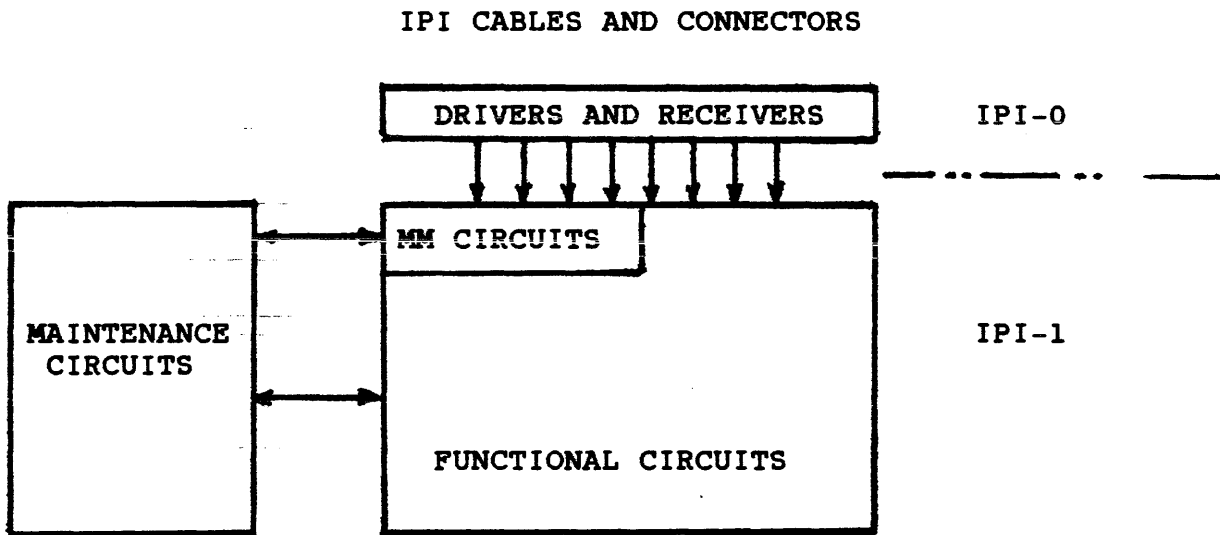 IPI CABLES AND CONNECTORS
DRIVERS AND RECEIVERS
IPI-0
MM CIRCUITS
MAINTENANCE
CIRCUITS
IPI-1
FUNCTIONAL CIRCUITS